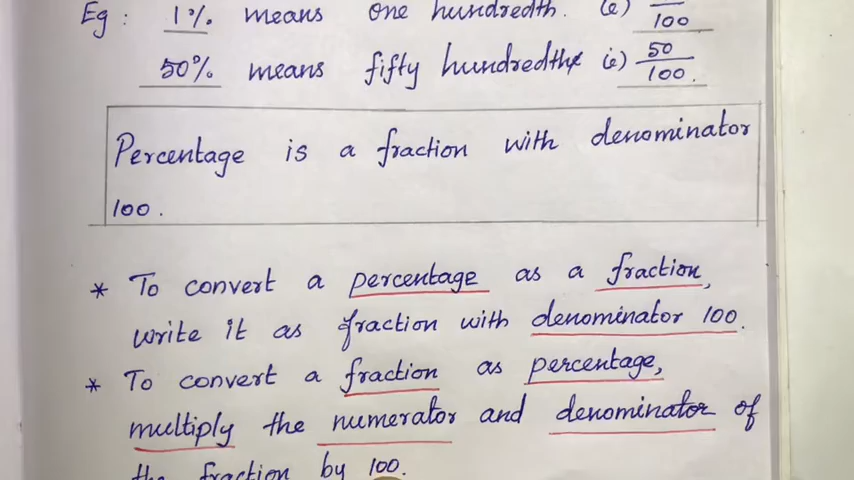 Eg : 1% means one hundredth. (ie) 100
50% means fifty hundredths (ie) 50/100.
Percentage is a fraction with denominator
100.
* To convert a percentage as a fraction,
write it as fraction with denominator 100.
* To convert a fraction as percentage,
multiply the numerator and denominator of
the fraction by 100.